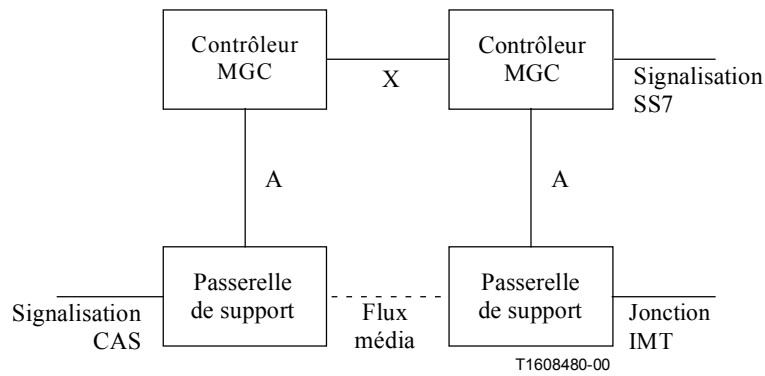 Contrôleur
MGC
X
Contrôleur
MGC
Signalisation
SS7
A
A
Signalisation
CAS
Passerelle
de support
Flux
média
Passerelle
de support
Jonction
IMT
T1608480-00